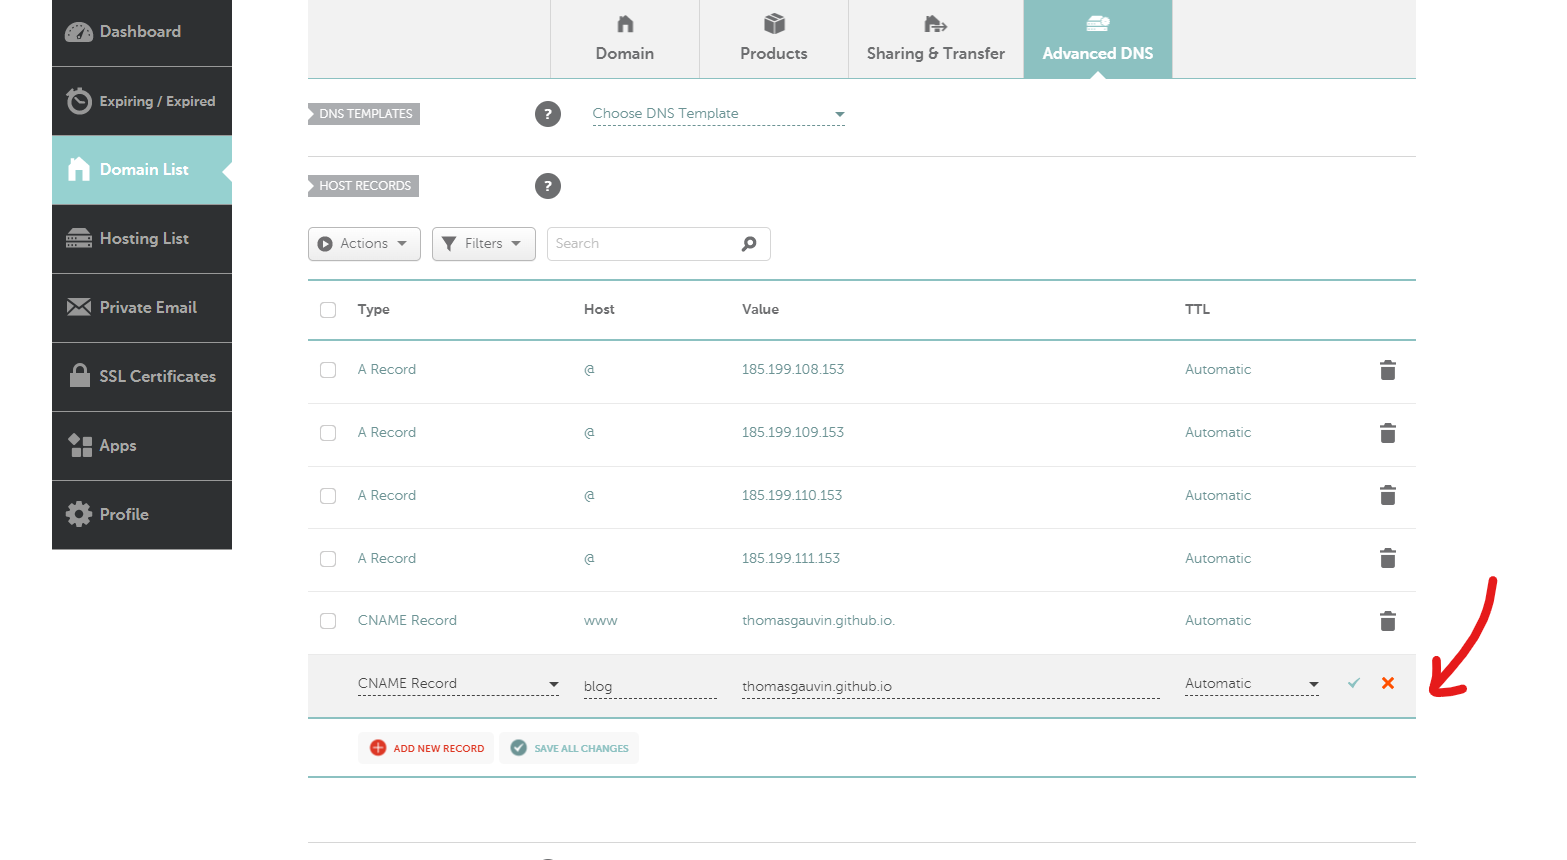 Dashboard
Expiring / Expired
Domain List
Hosting List
Private Email
SSL Certificates
Apps
Profile
Domain Products Sharing & Transfer Advanced DNS
DNS TEMPLATES ? Choose DNS Template
HOST RECORDS ?
Actions Filters Search
Type Host Value TTL
A Record @ 185.199.108.153 Automatic
A Record @ 185.199.109.153 Automatic
A Record @ 185.199.110.153 Automatic
A Record @ 185.199.111.153 Automatic
CNAME Record www thomasgauvin.github.io. Automatic
CNAME Record blog thomasgauvin.github.io Automatic
ADD NEW RECORD SAVE ALL CHANGES